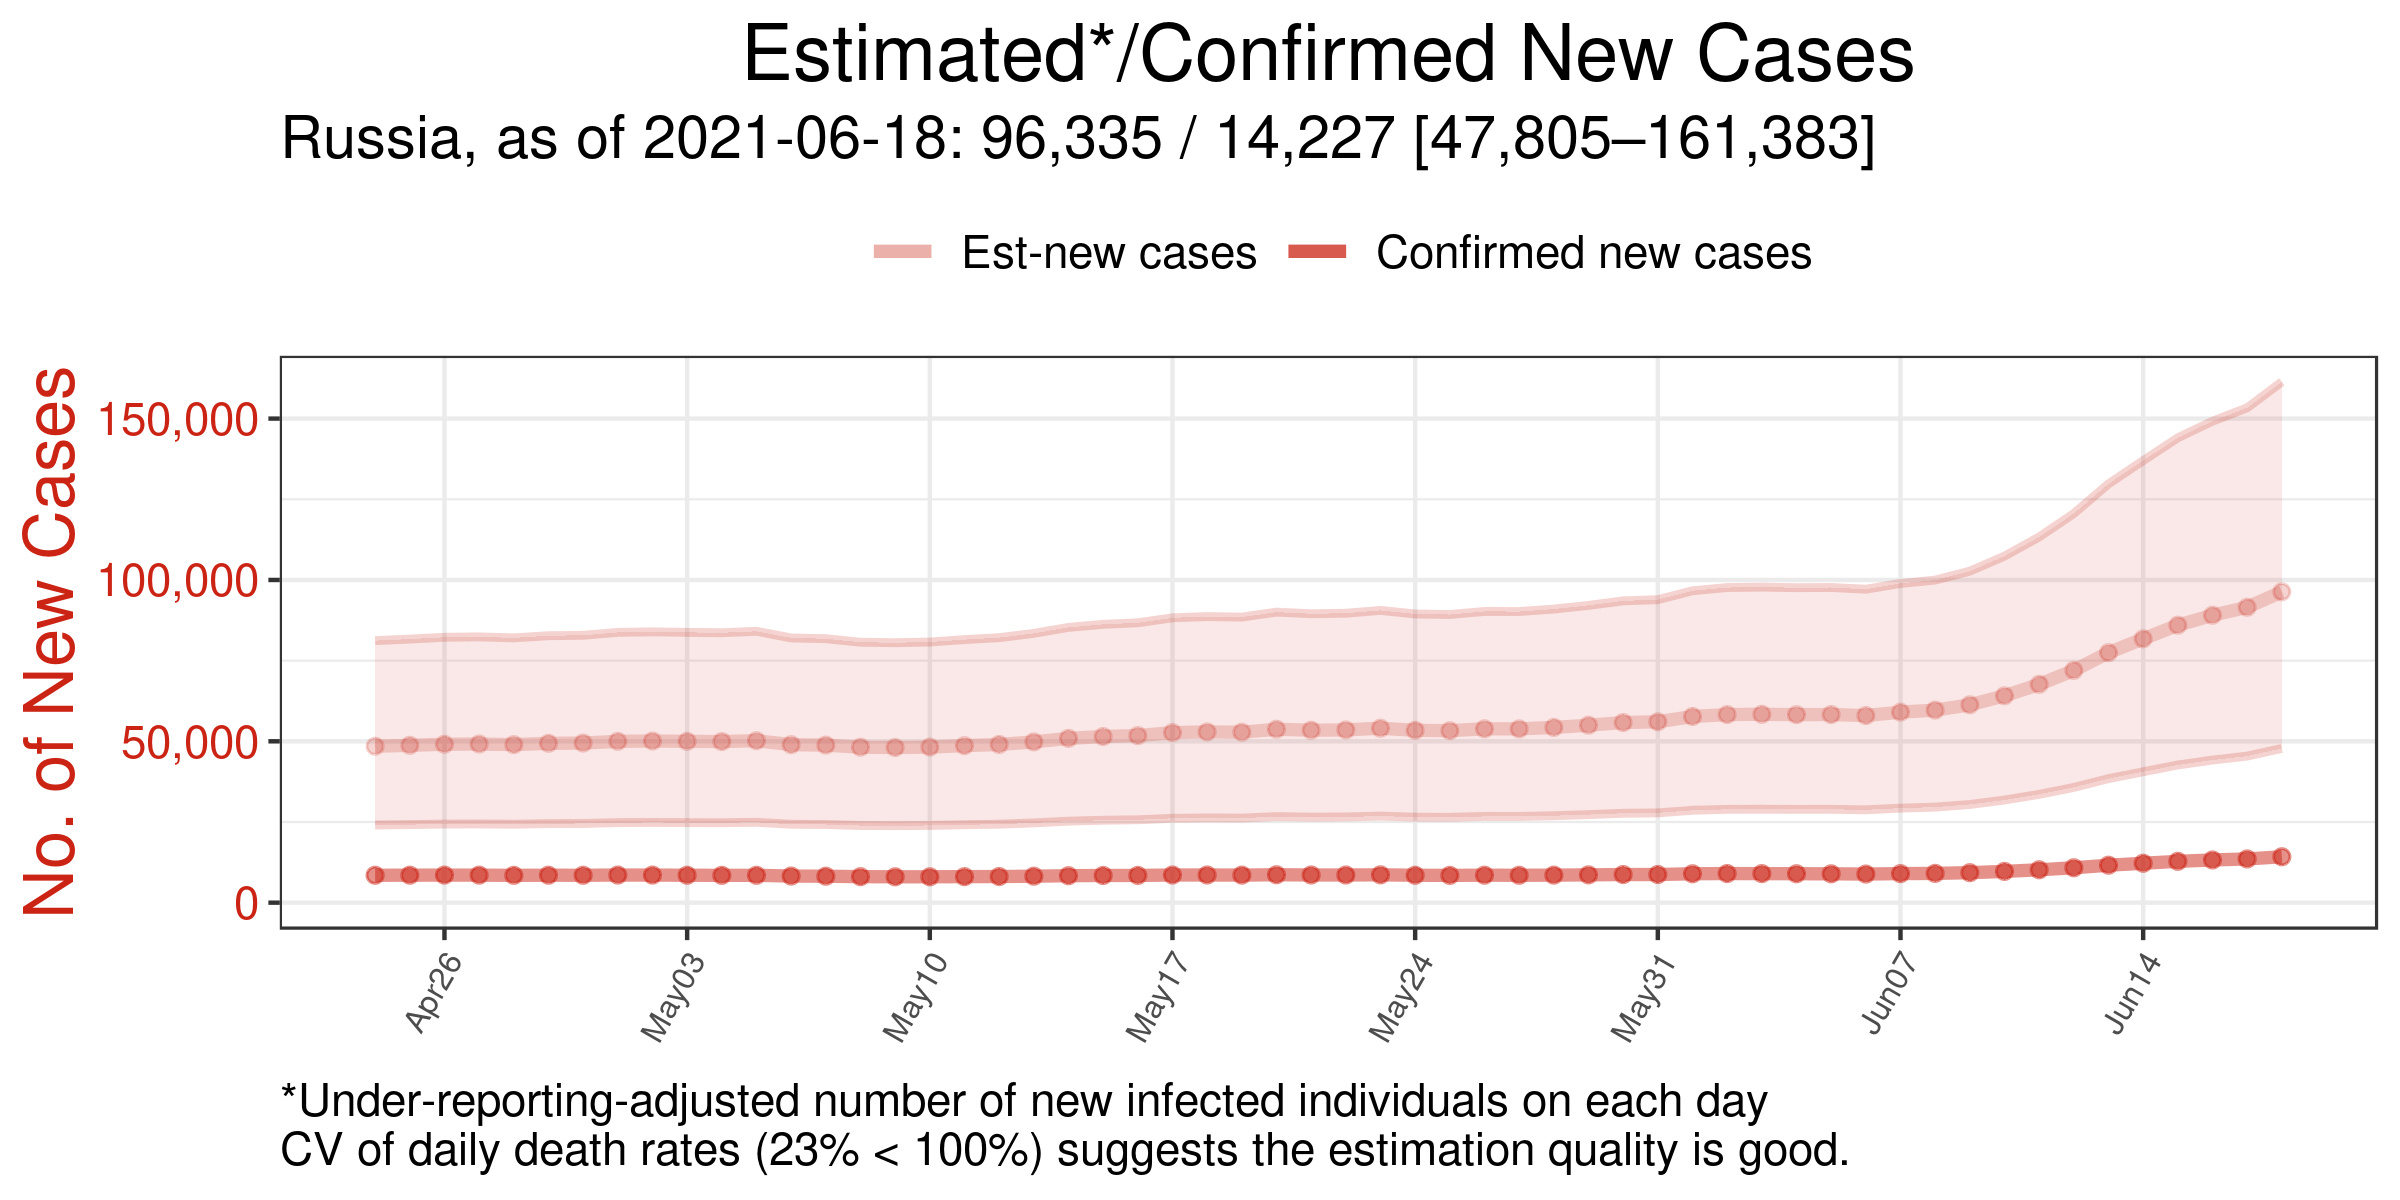 Estimated*/Confirmed New Cases
Russia, as of 2021-06-18: 96,335 / 14,227 [47,805–161,383]
Est-new cases
Confirmed new cases
No. of New Cases
150,000
100,000
50,000
0
Apr26
May03
May10
May17
May24
May31
Jun07
Jun14
*Under-reporting-adjusted number of new infected individuals on each day
CV of daily death rates (23% < 100%) suggests the estimation quality is good.